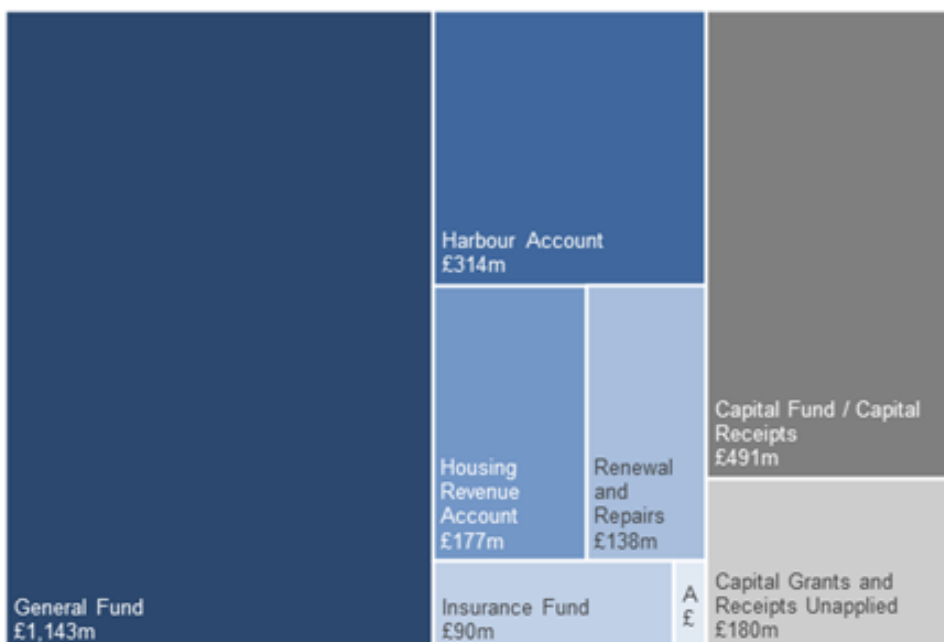 General Fund
£1,143m
Harbour Account
£314m
Housing
Revenue
Account
£177m
Renewal
and
Repairs
£138m
Insurance Fund
£90m
A
£
Capital Fund / Capital
Receipts
£491m
Capital Grants and
Receipts Unapplied
£180m